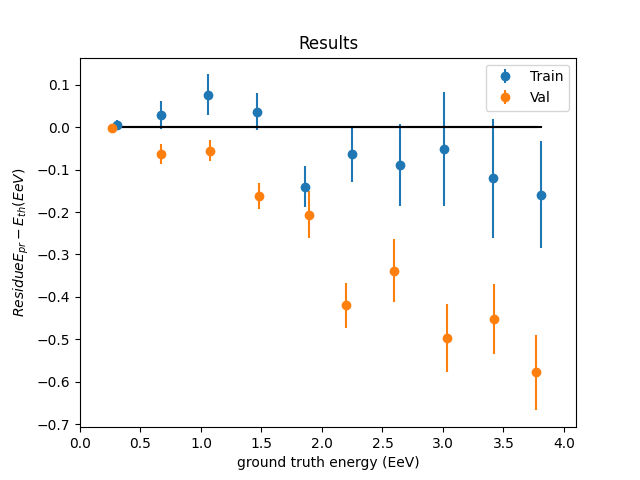 Results
Train
Val
0.1
0.0
−0.1
−0.2
−0.3
−0.4
−0.5
−0.6
−0.7
ResidueE_{pr} − E_{th}(EeV)
0.0 0.5 1.0 1.5 2.0 2.5 3.0 3.5 4.0
ground truth energy (EeV)